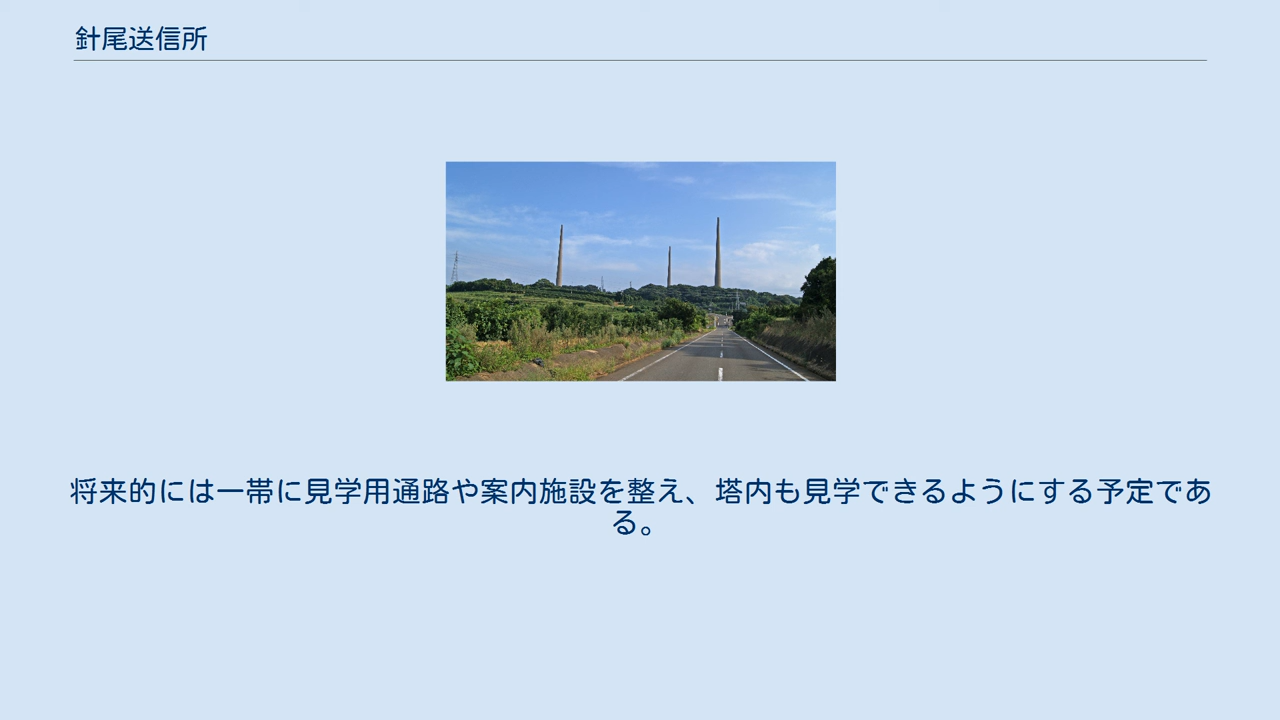 針尾送信所
将来的には一帯に見学用通路や案内施設を整え、塔内も見学できるようにする予定であ
る。